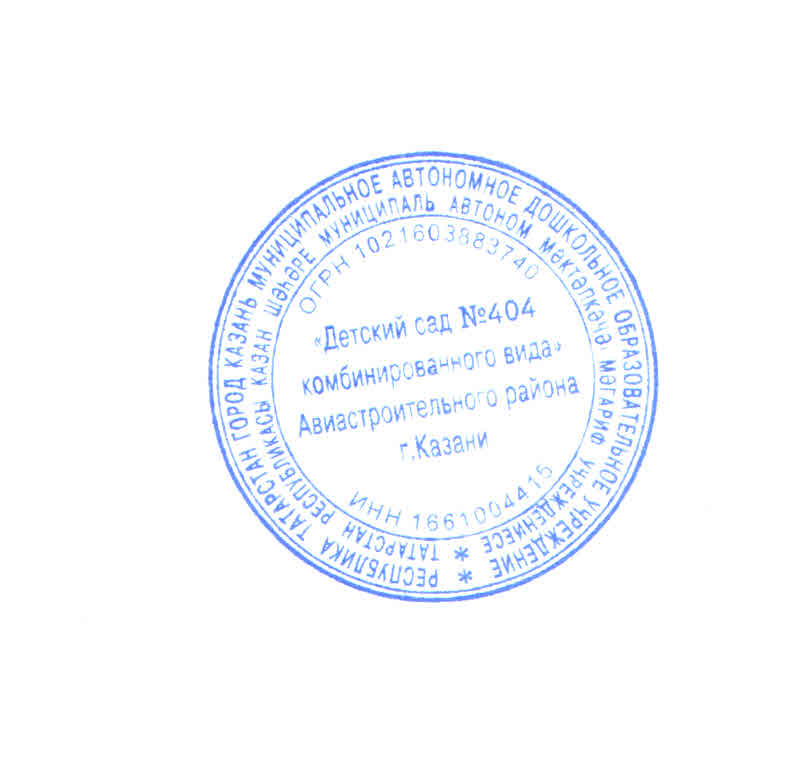 РЕСПУБЛИКА ТАТАРСТАН ГОРОД КАЗАНЬ МУНИЦИПАЛЬНОЕ АВТОНОМНОЕ ДОШКОЛЬНОЕ ОБРАЗОВАТЕЛЬНОЕ УЧРЕЖДЕНИЕ *
ТАТАРСТАН РЕСПУБЛИКАСЫ КАЗАН ШәҺәРЕ МУНИЦИПАЛЬ АВТОНОМ МәКТәПКәЧә МәГАРИФ УЧРЕЖДЕНИЕСЕ *
ОГРН 1021603883740
«Детский сад №404
комбинированного вида»
Авиастроительного района
г.Казани
ИНН 1661004415